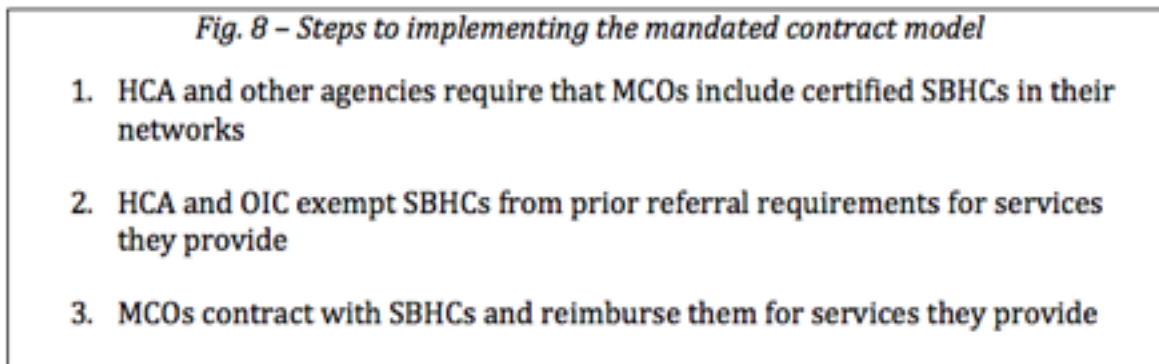 Fig. 8 – Steps to implementing the mandated contract model
1. HCA and other agencies require that MCOs include certified SBHCs in their
networks
2. HCA and OIC exempt SBHCs from prior referral requirements for services
they provide
3. MCOs contract with SBHCs and reimburse them for services they provide